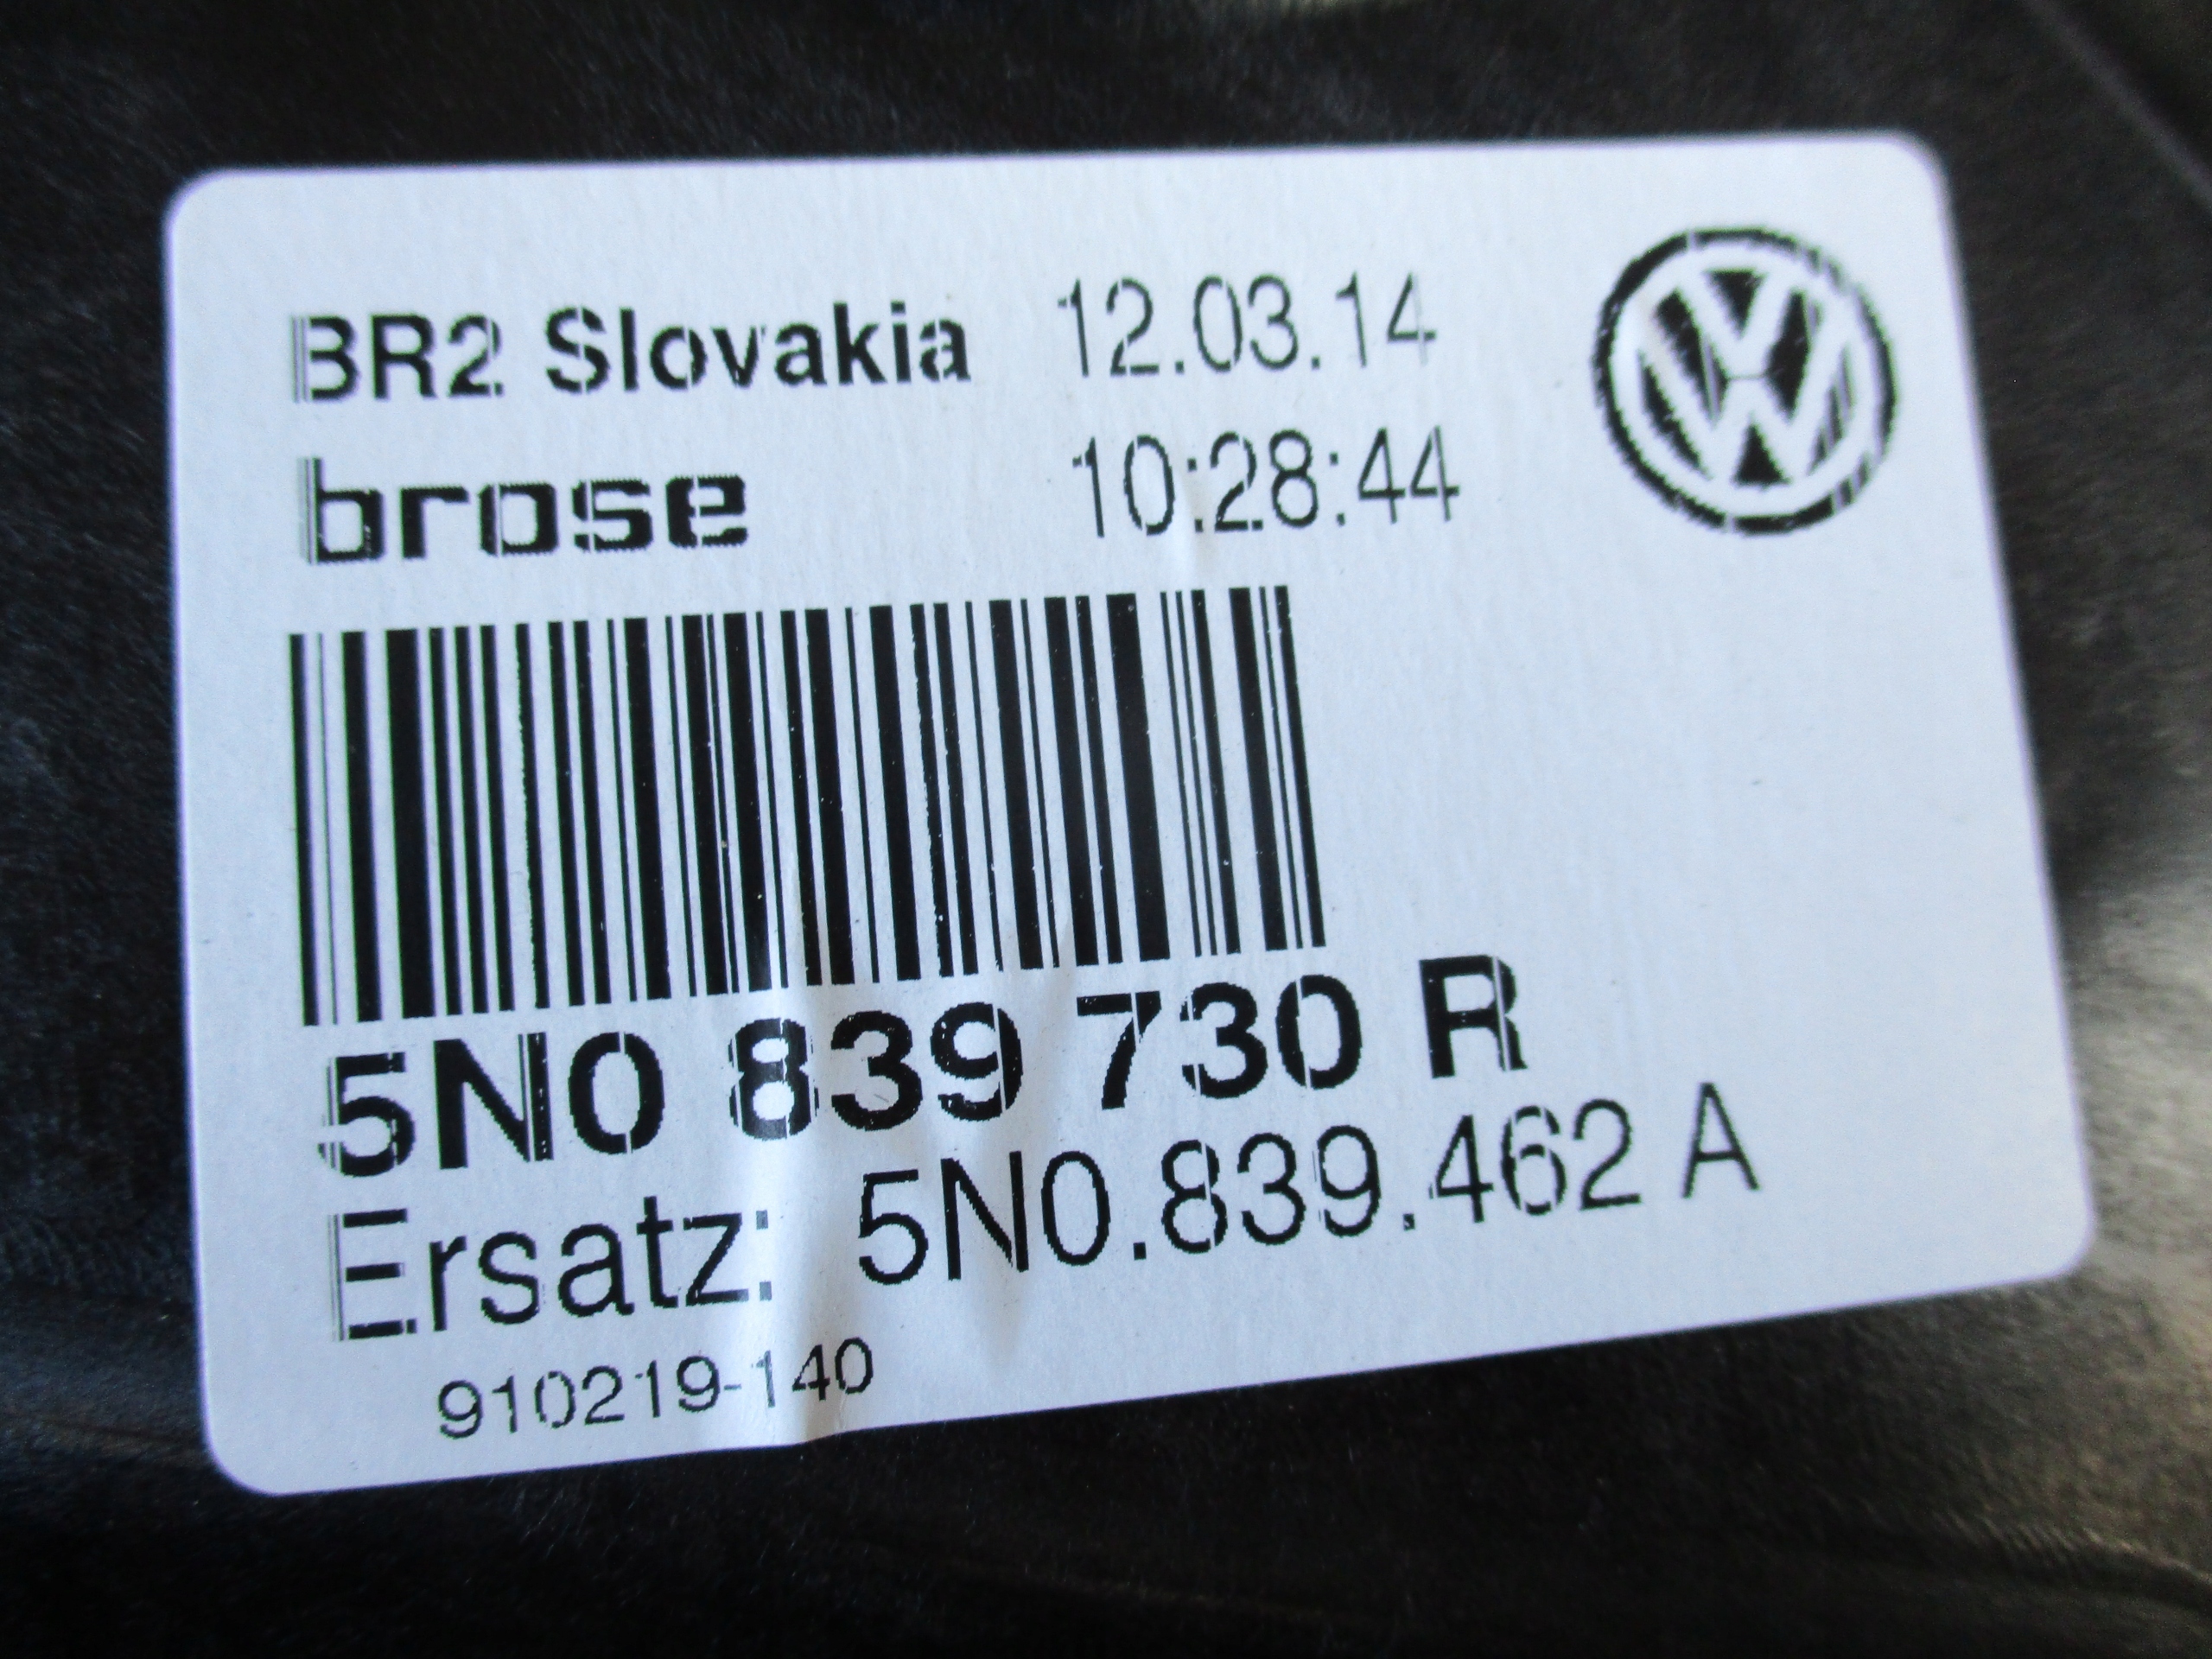 BR2 Slovakia 12.03.14
brose 10:28:44
5N0 839 730 R
Ersatz: 5N0.839.462 A
910219-140